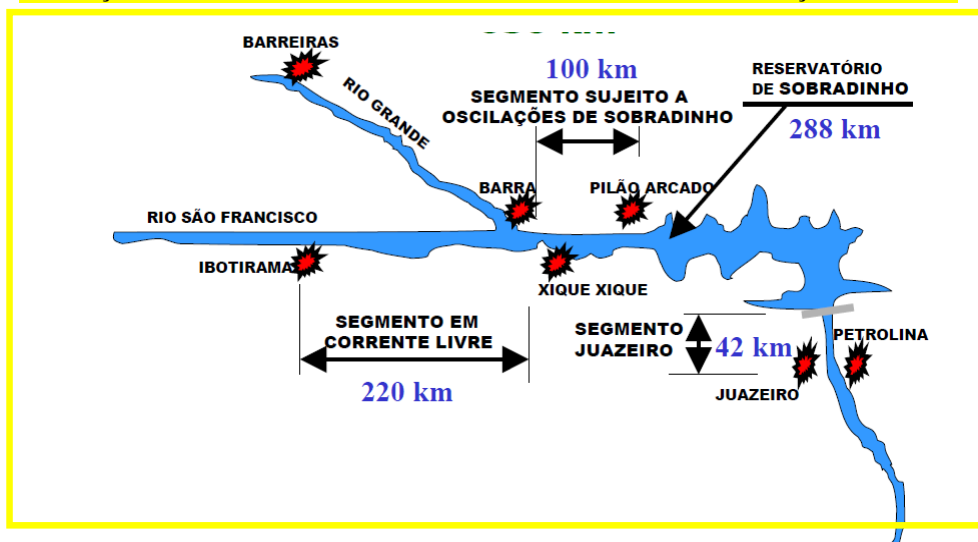 BARREIRAS
100 km
RESERVATÓRIO
DE SOBRADINHO
288 km
SEGMENTO SUJEITO A
OSCILAÇÕES DE SOBRADINHO
RIO GRANDE
BARRA
PILÃO ARCADO
RIO SÃO FRANCISCO
IBOTIRAMA
XIQUE XIQUE
SEGMENTO EM
CORRENTE LIVRE
220 km
SEGMENTO
JUAZEIRO
42 km
PETROLINA
JUAZEIRO